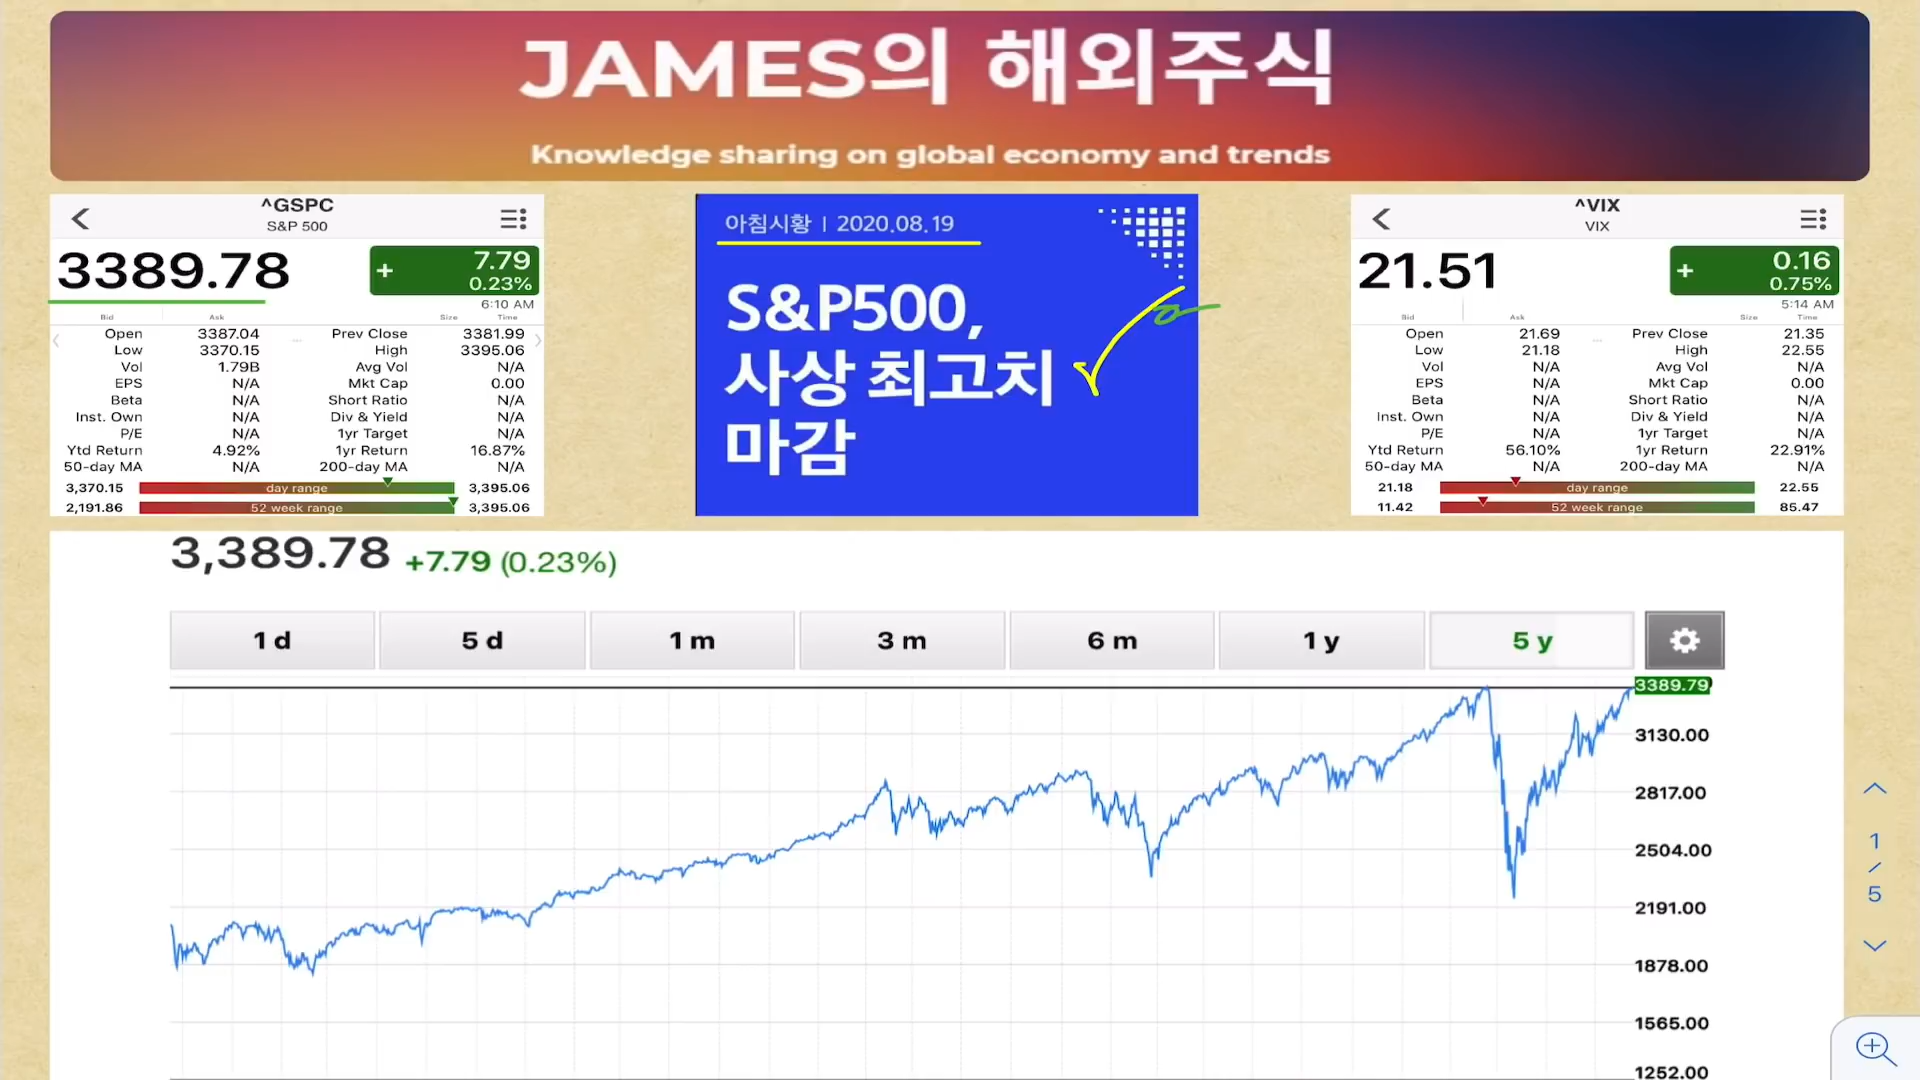 JAMES의 해외주식
Knowledge sharing on global economy and trends
^GSPC
S&P 500
3389.78
+ 7.79
0.23%
6:10 AM
Bid Ask Size Time
Open 3387.04 Prev Close 3381.99
Low 3370.15 High 3395.06
Vol 1.79B Avg Vol N/A
EPS N/A Mkt Cap 0.00
Beta N/A Short Ratio N/A
Inst. Own N/A Div & Yield N/A
P/E N/A 1yr Target N/A
Ytd Return 4.92% 1yr Return 16.87%
50-day MA N/A 200-day MA N/A
3,370.15 day range 3,395.06
2,191.86 52 week range 3,395.06
아침시황 | 2020.08.19
S&P500,
사상 최고치
마감
^VIX
VIX
21.51
+ 0.16
0.75%
5:14 AM
Bid Ask Size Time
Open 21.69 Prev Close 21.35
Low 21.18 High 22.55
Vol N/A Avg Vol N/A
EPS N/A Mkt Cap 0.00
Beta N/A Short Ratio N/A
Inst. Own N/A Div & Yield N/A
P/E N/A 1yr Target N/A
Ytd Return 56.10% 1yr Return 22.91%
50-day MA N/A 200-day MA N/A
21.18 day range 22.55
11.42 52 week range 85.47
3,389.78 +7.79 (0.23%)
1 d 5 d 1 m 3 m 6 m 1 y 5 y
3389.79
3130.00
2817.00
2504.00
2191.00
1878.00
1565.00
1252.00
1
/
5